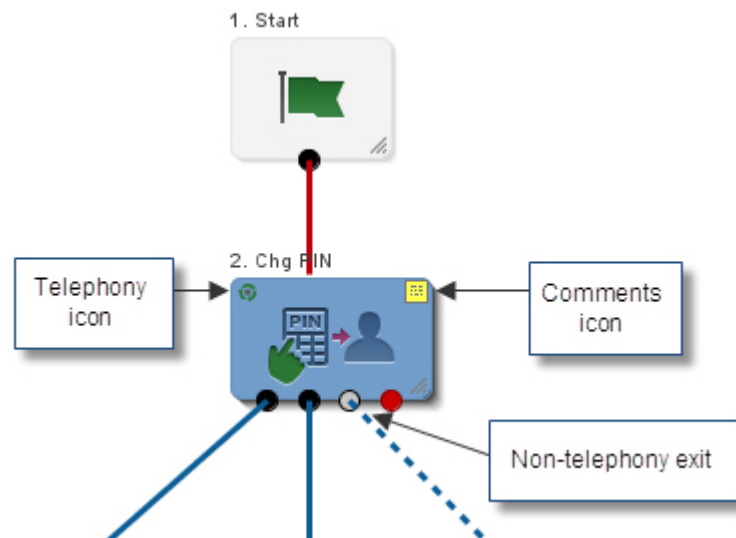 1. Start
2. Chg PIN
Telephony
icon
PIN
Comments
icon
Non-telephony exit